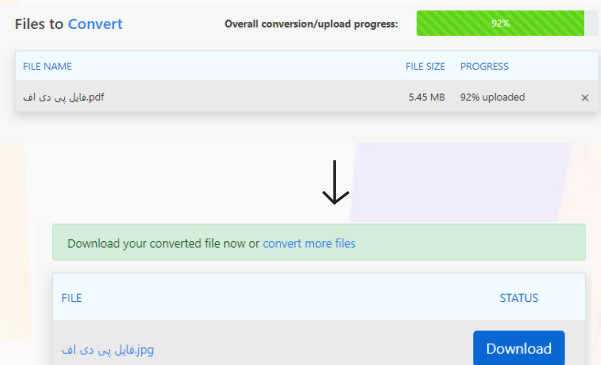 Files to Convert Overall conversion/upload progress: 92%
FILE NAME FILE SIZE PROGRESS
فایل پی دی اف.pdf 5.45 MB 92% uploaded ×
Download your converted file now or convert more files
FILE STATUS
فایل پی دی اف.jpg Download